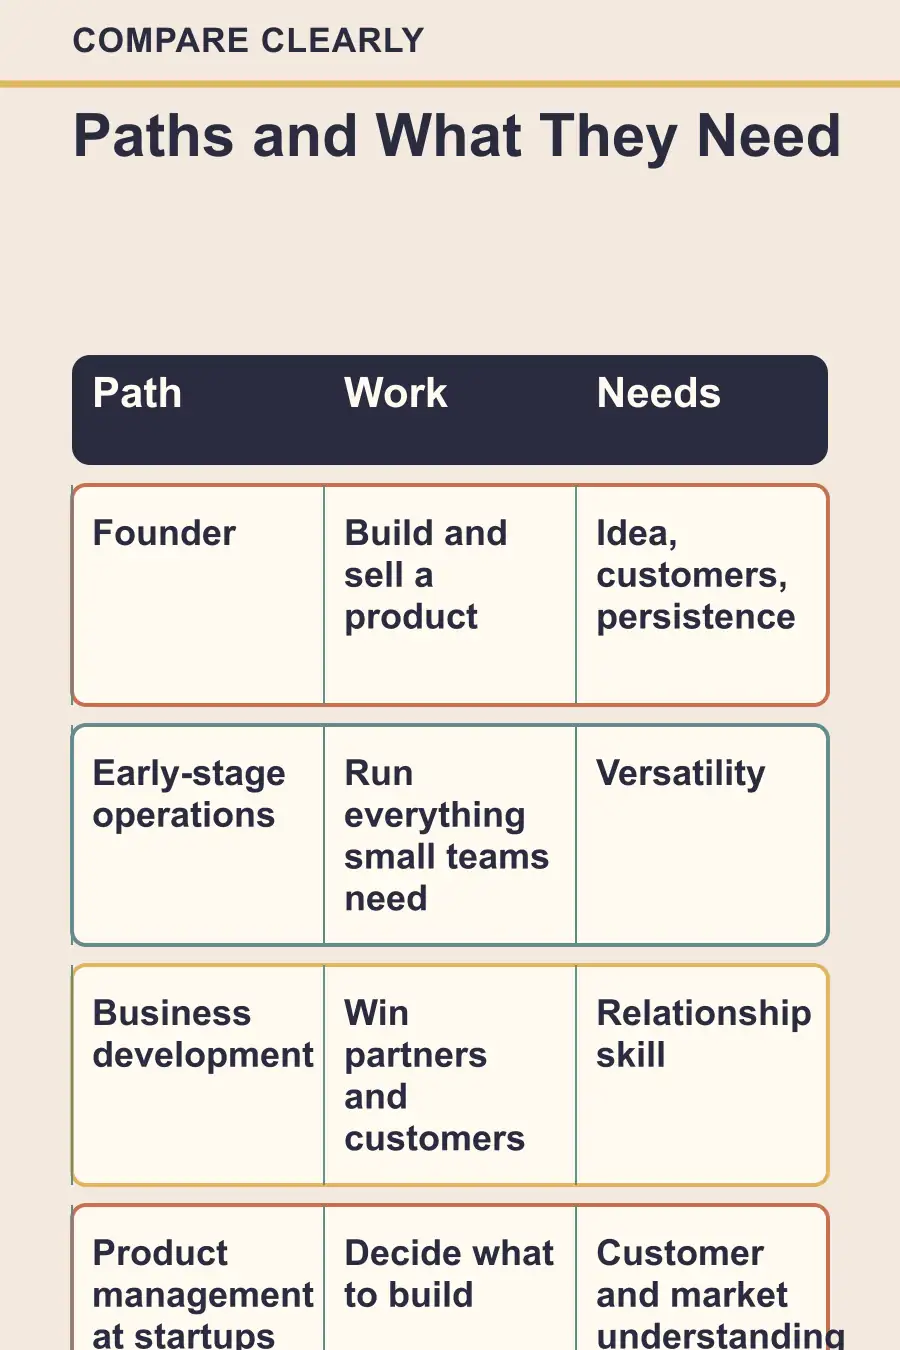 COMPARE CLEARLY
Paths and What They Need
Path
Work
Needs
Founder
Build and
sell a
product
Idea,
customers,
persistence
Early-stage
operations
Run
everything
small teams
need
Versatility
Business
development
Win
partners
and
customers
Relationship
skill
Product
management
at startups
Decide what
to build
Customer
and market
understanding